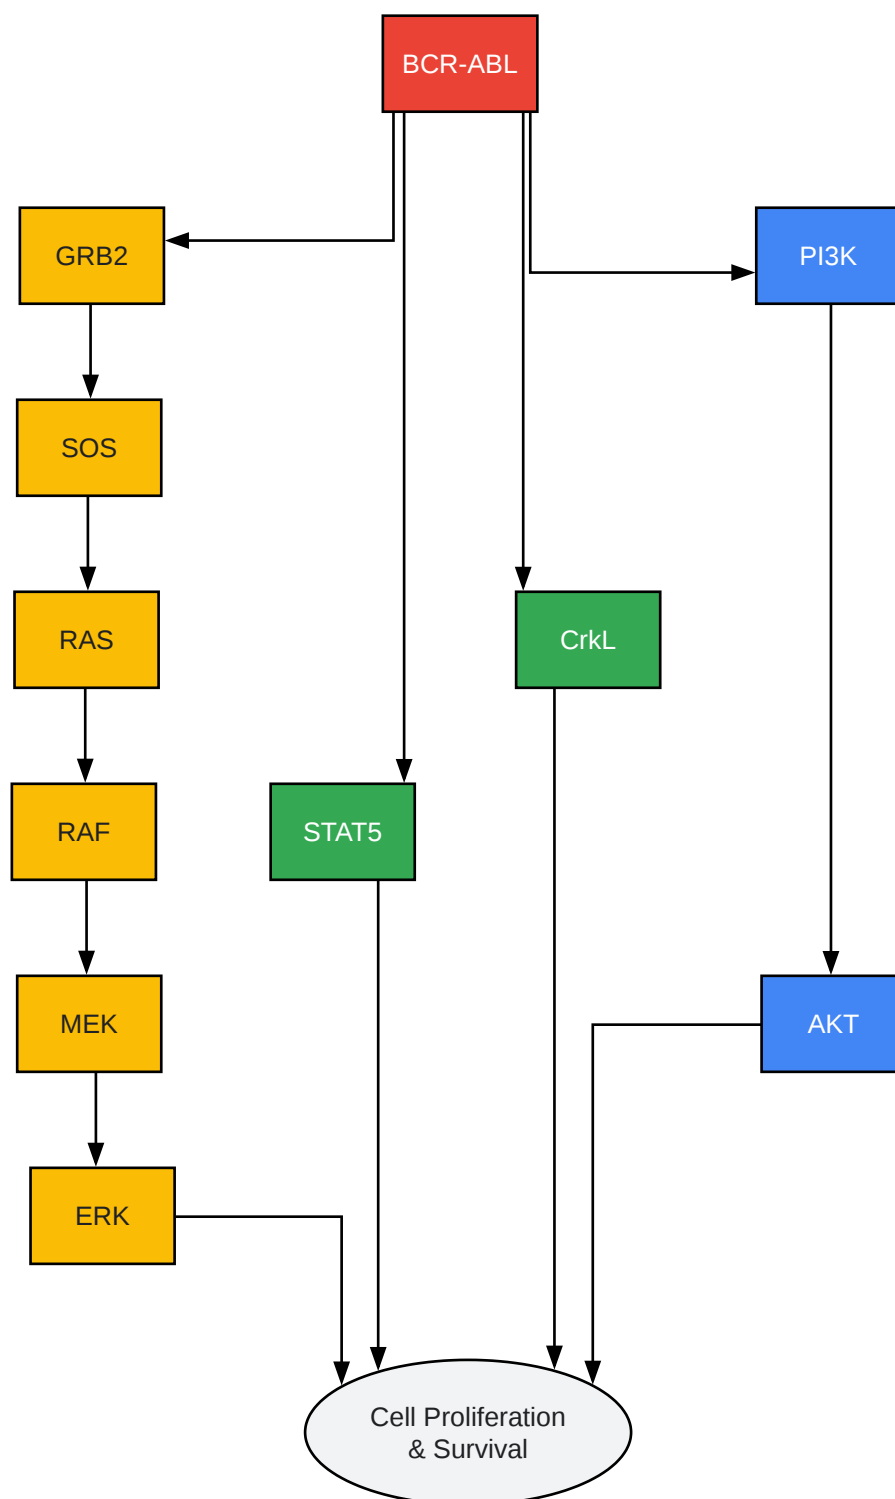 BCR-ABL
GRB2
PI3K
SOS
RAS
CrkL
RAF
STAT5
MEK
AKT
ERK
Cell Proliferation
& Survival